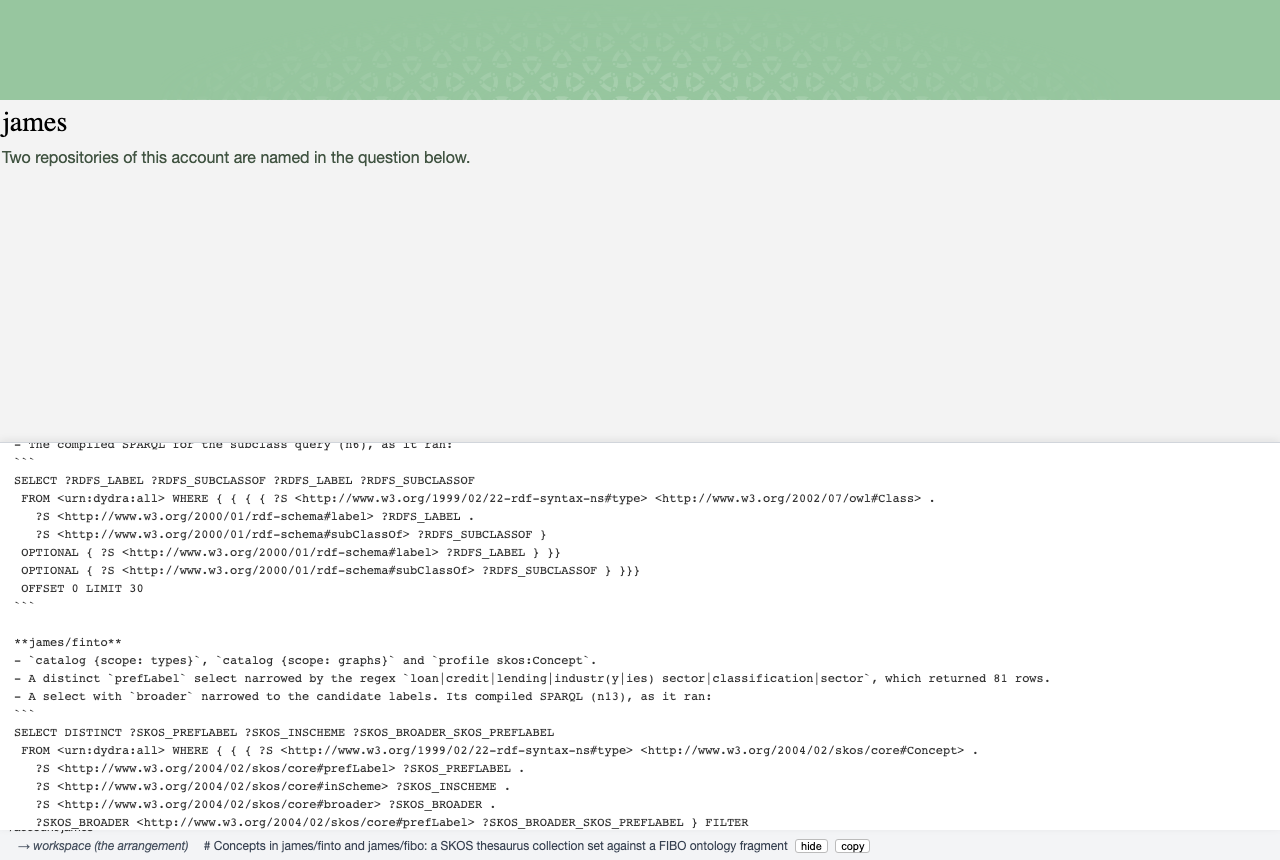 james
Two repositories of this account are named in the question below.
- The compiled SPARQL for the subclass query (n6), as it ran:
```
SELECT ?RDFS_LABEL ?RDFS_SUBCLASSOF ?RDFS_LABEL ?RDFS_SUBCLASSOF
FROM <urn:dydra:all> WHERE { { { { ?S <http://www.w3.org/1999/02/22-rdf-syntax-ns#type> <http://www.w3.org/2002/07/owl#Class> .
?S <http://www.w3.org/2000/01/rdf-schema#label> ?RDFS_LABEL .
?S <http://www.w3.org/2000/01/rdf-schema#subClassOf> ?RDFS_SUBCLASSOF }
OPTIONAL { ?S <http://www.w3.org/2000/01/rdf-schema#label> ?RDFS_LABEL } }}
OPTIONAL { ?S <http://www.w3.org/2000/01/rdf-schema#subClassOf> ?RDFS_SUBCLASSOF } }}}
OFFSET 0 LIMIT 30
```
**james/finto**
- `catalog {scope: types}`, `catalog {scope: graphs}` and `profile skos:Concept`.
- A distinct `prefLabel` select narrowed by the regex `loan|credit|lending|industr(y|ies) sector|classification|sector`, which returned 81 rows.
- A select with `broader` narrowed to the candidate labels. Its compiled SPARQL (n13), as it ran:
```
SELECT DISTINCT ?SKOS_PREFLABEL ?SKOS_INSCHEME ?SKOS_BROADER_SKOS_PREFLABEL
FROM <urn:dydra:all> WHERE { { { ?S <http://www.w3.org/1999/02/22-rdf-syntax-ns#type> <http://www.w3.org/2004/02/skos/core#Concept> .
?S <http://www.w3.org/2004/02/skos/core#prefLabel> ?SKOS_PREFLABEL .
?S <http://www.w3.org/2004/02/skos/core#inScheme> ?SKOS_INSCHEME .
?S <http://www.w3.org/2004/02/skos/core#broader> ?SKOS_BROADER .
?SKOS_BROADER <http://www.w3.org/2004/02/skos/core#prefLabel> ?SKOS_BROADER_SKOS_PREFLABEL } FILTER
→ workspace (the arrangement) # Concepts in james/finto and james/fibo: a SKOS thesaurus collection set against a FIBO ontology fragment hide copy